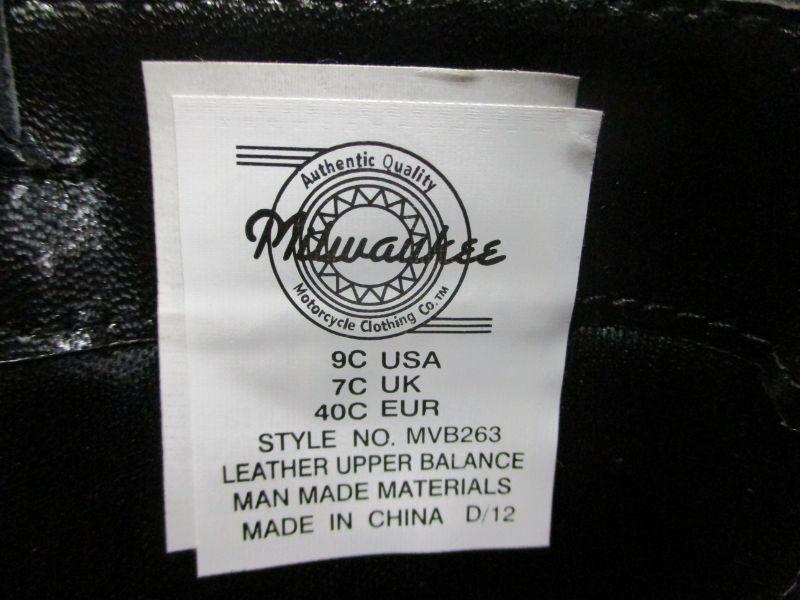 Authentic Quality
Milwaukee
Motorcycle Clothing Co.™
9C USA
7C UK
40C EUR
STYLE NO. MVB263
LEATHER UPPER BALANCE
MAN MADE MATERIALS
MADE IN CHINA D/12